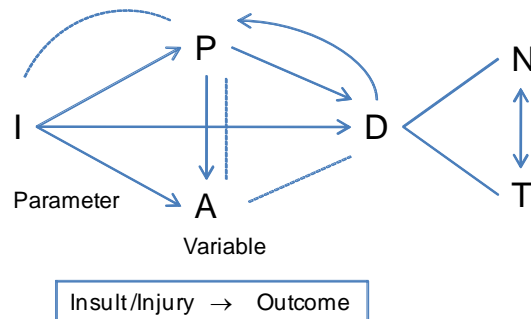 P
N
I
D
T
Parameter
A
Variable
Insult/Injury → Outcome